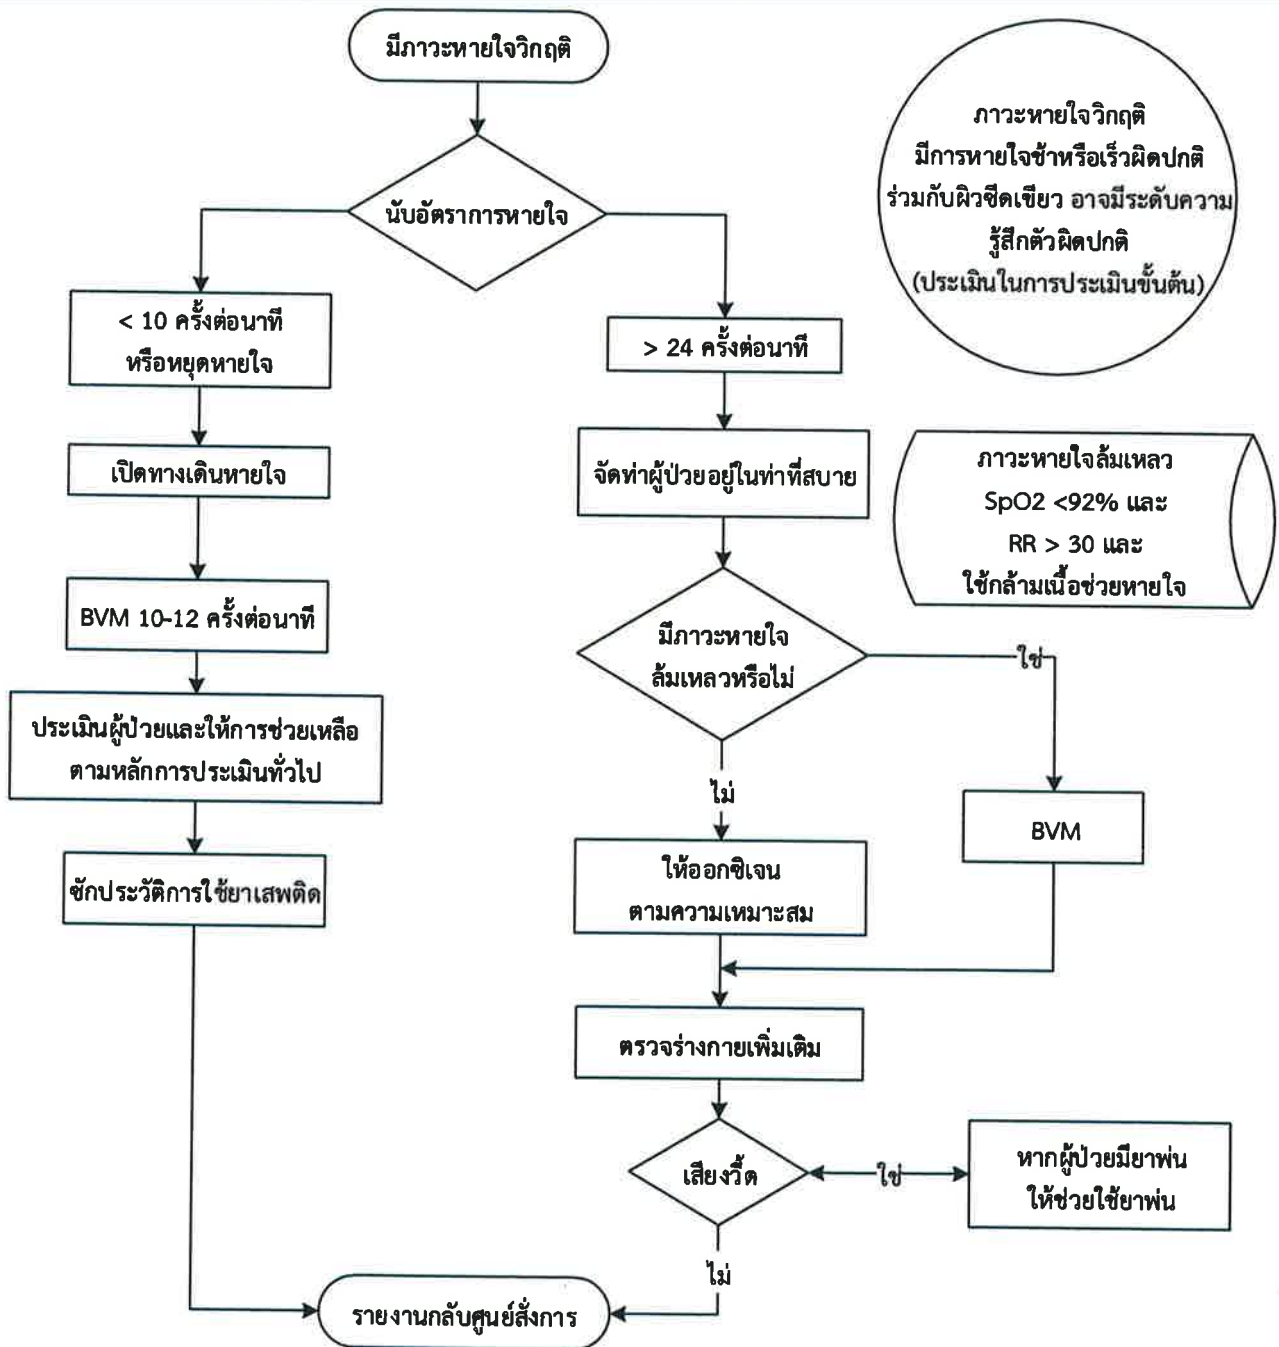 มีภาวะหายใจวิกฤติ
นับอัตราการหายใจ
ภาวะหายใจวิกฤติ
มีการหายใจช้าหรือเร็วผิดปกติ
ร่วมกับผิวซีดเขียว อาจมีระดับความ
รู้สึกตัวผิดปกติ
(ประเมินในการประเมินขั้นต้น)
< 10 ครั้งต่อนาที
หรือหยุดหายใจ
> 24 ครั้งต่อนาที
เปิดทางเดินหายใจ
จัดท่าผู้ป่วยอยู่ในท่าที่สบาย
ภาวะหายใจล้มเหลว
SpO2 <92% และ
RR > 30 และ
ใช้กล้ามเนื้อช่วยหายใจ
BVM 10-12 ครั้งต่อนาที
มีภาวะหายใจ
ล้มเหลวหรือไม่
ใช่
ประเมินผู้ป่วยและให้การช่วยเหลือ
ตามหลักการประเมินทั่วไป
ไม่
BVM
ซักประวัติการใช้ยาเสพติด
ให้ออกซิเจน
ตามความเหมาะสม
ตรวจร่างกายเพิ่มเติม
เสียงวี้ด
ใช่
หากผู้ป่วยมียาพ่น
ให้ช่วยใช้ยาพ่น
ไม่
รายงานกลับศูนย์สั่งการ